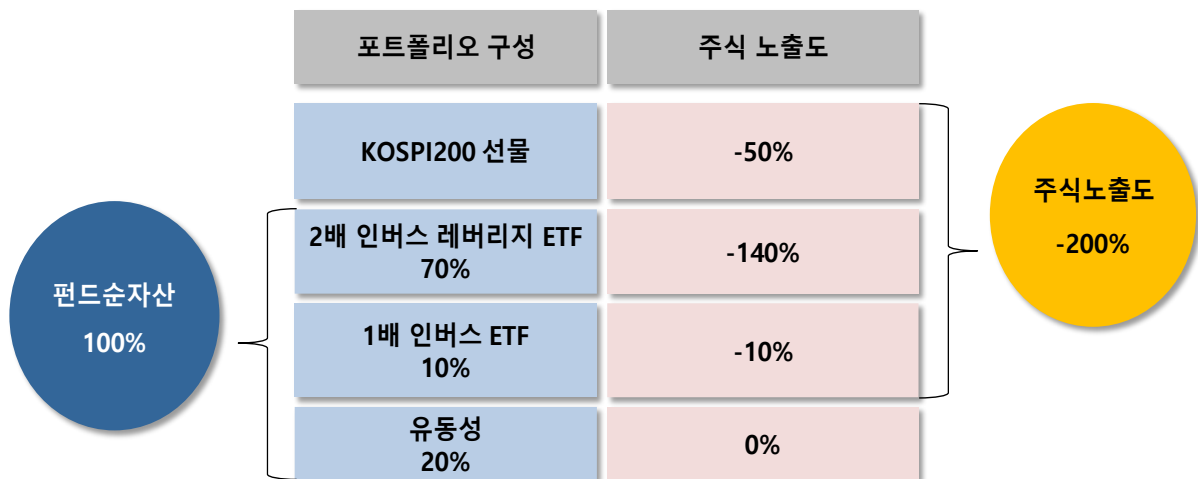 포트폴리오 구성
주식 노출도
KOSPI200 선물
-50%
2배 인버스 레버리지 ETF
70%
-140%
1배 인버스 ETF
10%
-10%
유동성
20%
0%
펀드순자산
100%
주식노출도
-200%